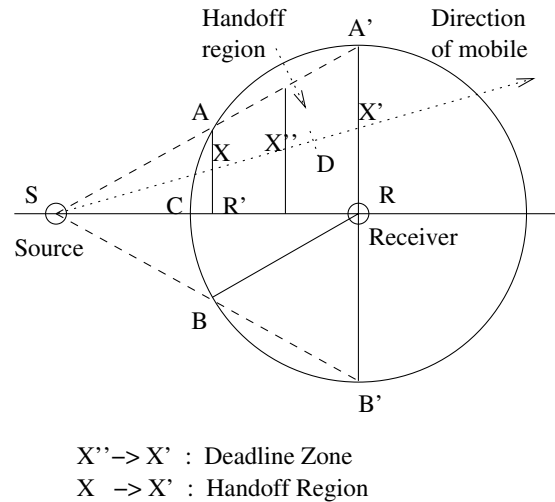 Handoff
region
Direction
of mobile
A'
A
X'
X''
X
D
S
C
R'
R
Source
Receiver
B
B'
X''–> X' : Deadline Zone
X –> X' : Handoff Region